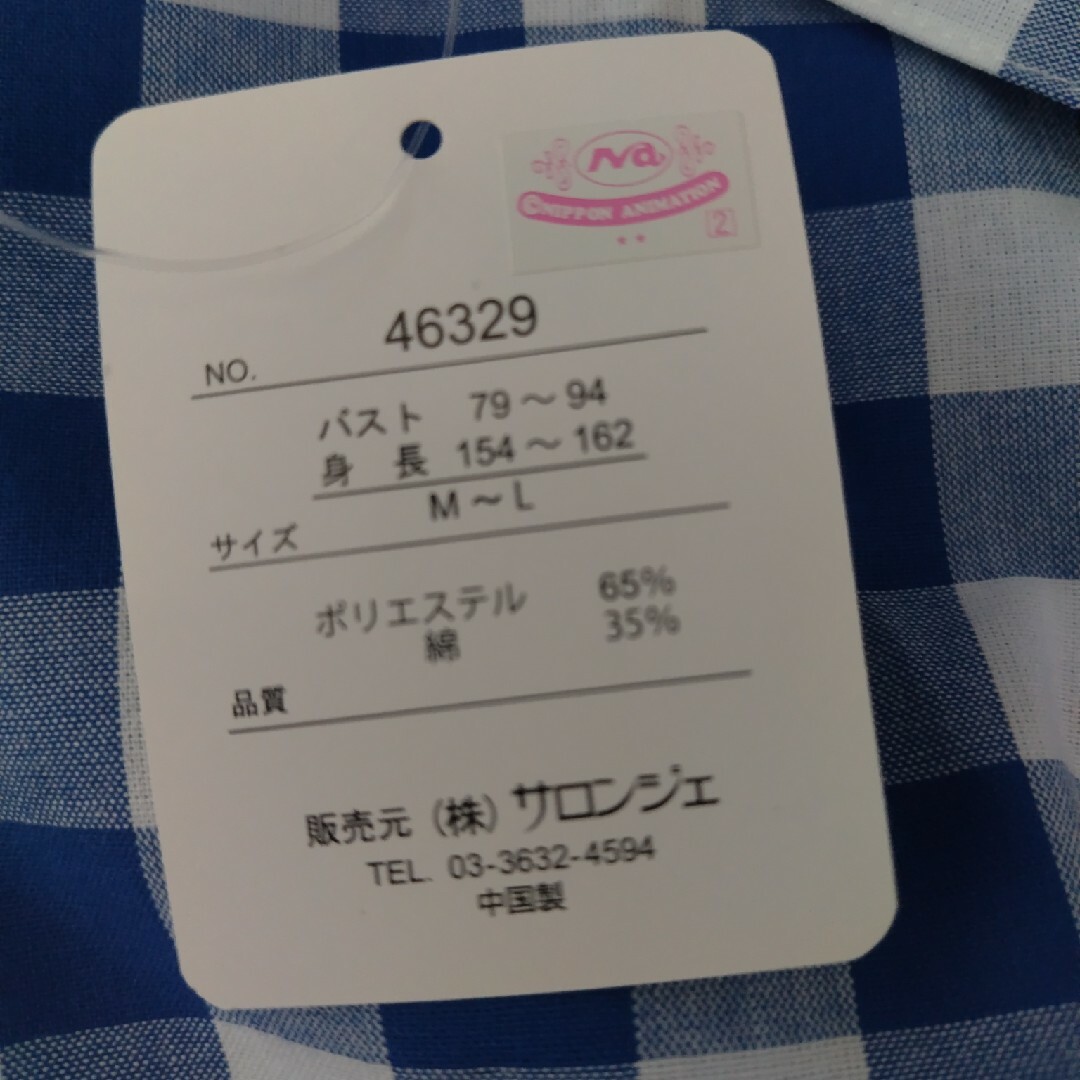 Na
©NIPPON ANIMATION
2
NO. 46329
バスト 79～94
身 長 154～162
サイズ M～L
ポリエステル 65%
綿 35%
品質
販売元 (株) サロンジェ
TEL. 03-3632-4594
中国製